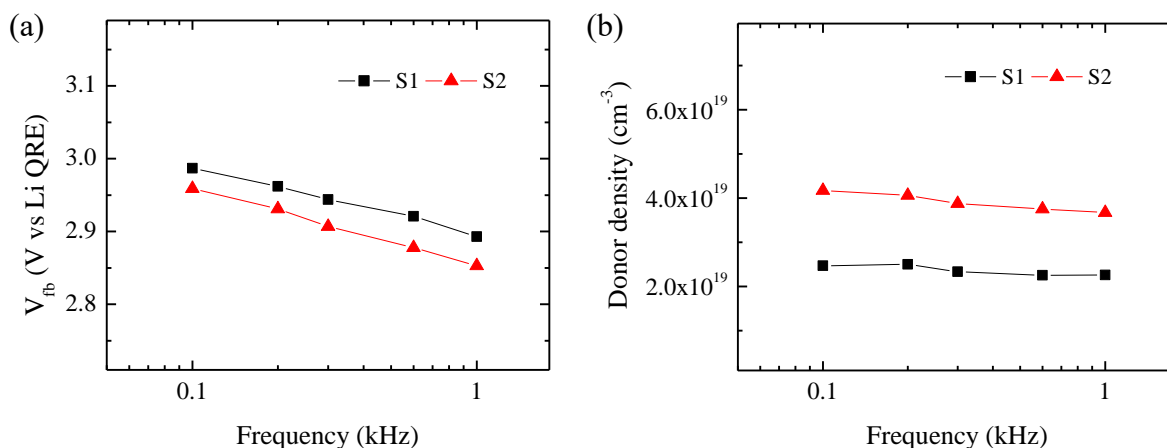 (a)
S1 S2
3.1
3.0
2.9
2.8
V_fb (V vs Li QRE)
0.1 1
Frequency (kHz)
(b)
S1 S2
6.0x10^19
4.0x10^19
2.0x10^19
Donor density (cm^-3)
0.1 1
Frequency (kHz)